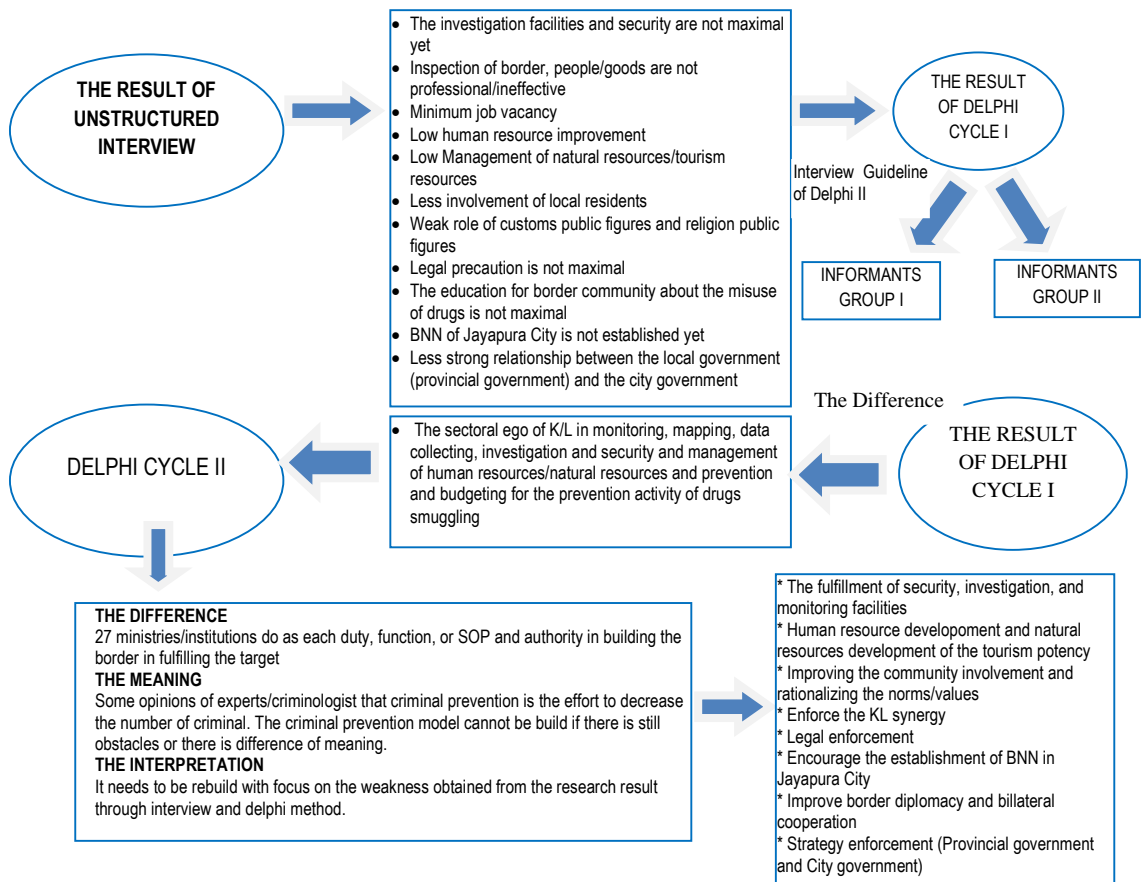 THE RESULT OF
UNSTRUCTURED
INTERVIEW
• The investigation facilities and security are not maximal
yet
• Inspection of border, people/goods are not
professional/ineffective
• Minimum job vacancy
• Low human resource improvement
• Low Management of natural resources/tourism
resources
• Less involvement of local residents
• Weak role of customs public figures and religion public
figures
• Legal precaution is not maximal
• The education for border community about the misuse
of drugs is not maximal
• BNN of Jayapura City is not established yet
• Less strong relationship between the local government
(provincial government) and the city government
THE RESULT
OF DELPHI
CYCLE I
Interview Guideline
of Delphi II
INFORMANTS
GROUP I
INFORMANTS
GROUP II
The Difference
THE RESULT
OF DELPHI
CYCLE I
• The sectoral ego of K/L in monitoring, mapping, data
collecting, investigation and security and management
of human resources/natural resources and prevention
and budgeting for the prevention activity of drugs
smuggling
DELPHI CYCLE II
THE DIFFERENCE
27 ministries/institutions do as each duty, function, or SOP and authority in building the
border in fulfilling the target
THE MEANING
Some opinions of experts/criminologist that criminal prevention is the effort to decrease
the number of criminal. The criminal prevention model cannot be build if there is still
obstacles or there is difference of meaning.
THE INTERPRETATION
It needs to be rebuild with focus on the weakness obtained from the research result
through interview and delphi method.
* The fulfillment of security, investigation, and
monitoring facilities
* Human resource developoment and natural
resources development of the tourism potency
* Improving the community involvement and
rationalizing the norms/values
* Enforce the KL synergy
* Legal enforcement
* Encourage the establishment of BNN in
Jayapura City
* Improve border diplomacy and billateral
cooperation
* Strategy enforcement (Provincial government
and City government)